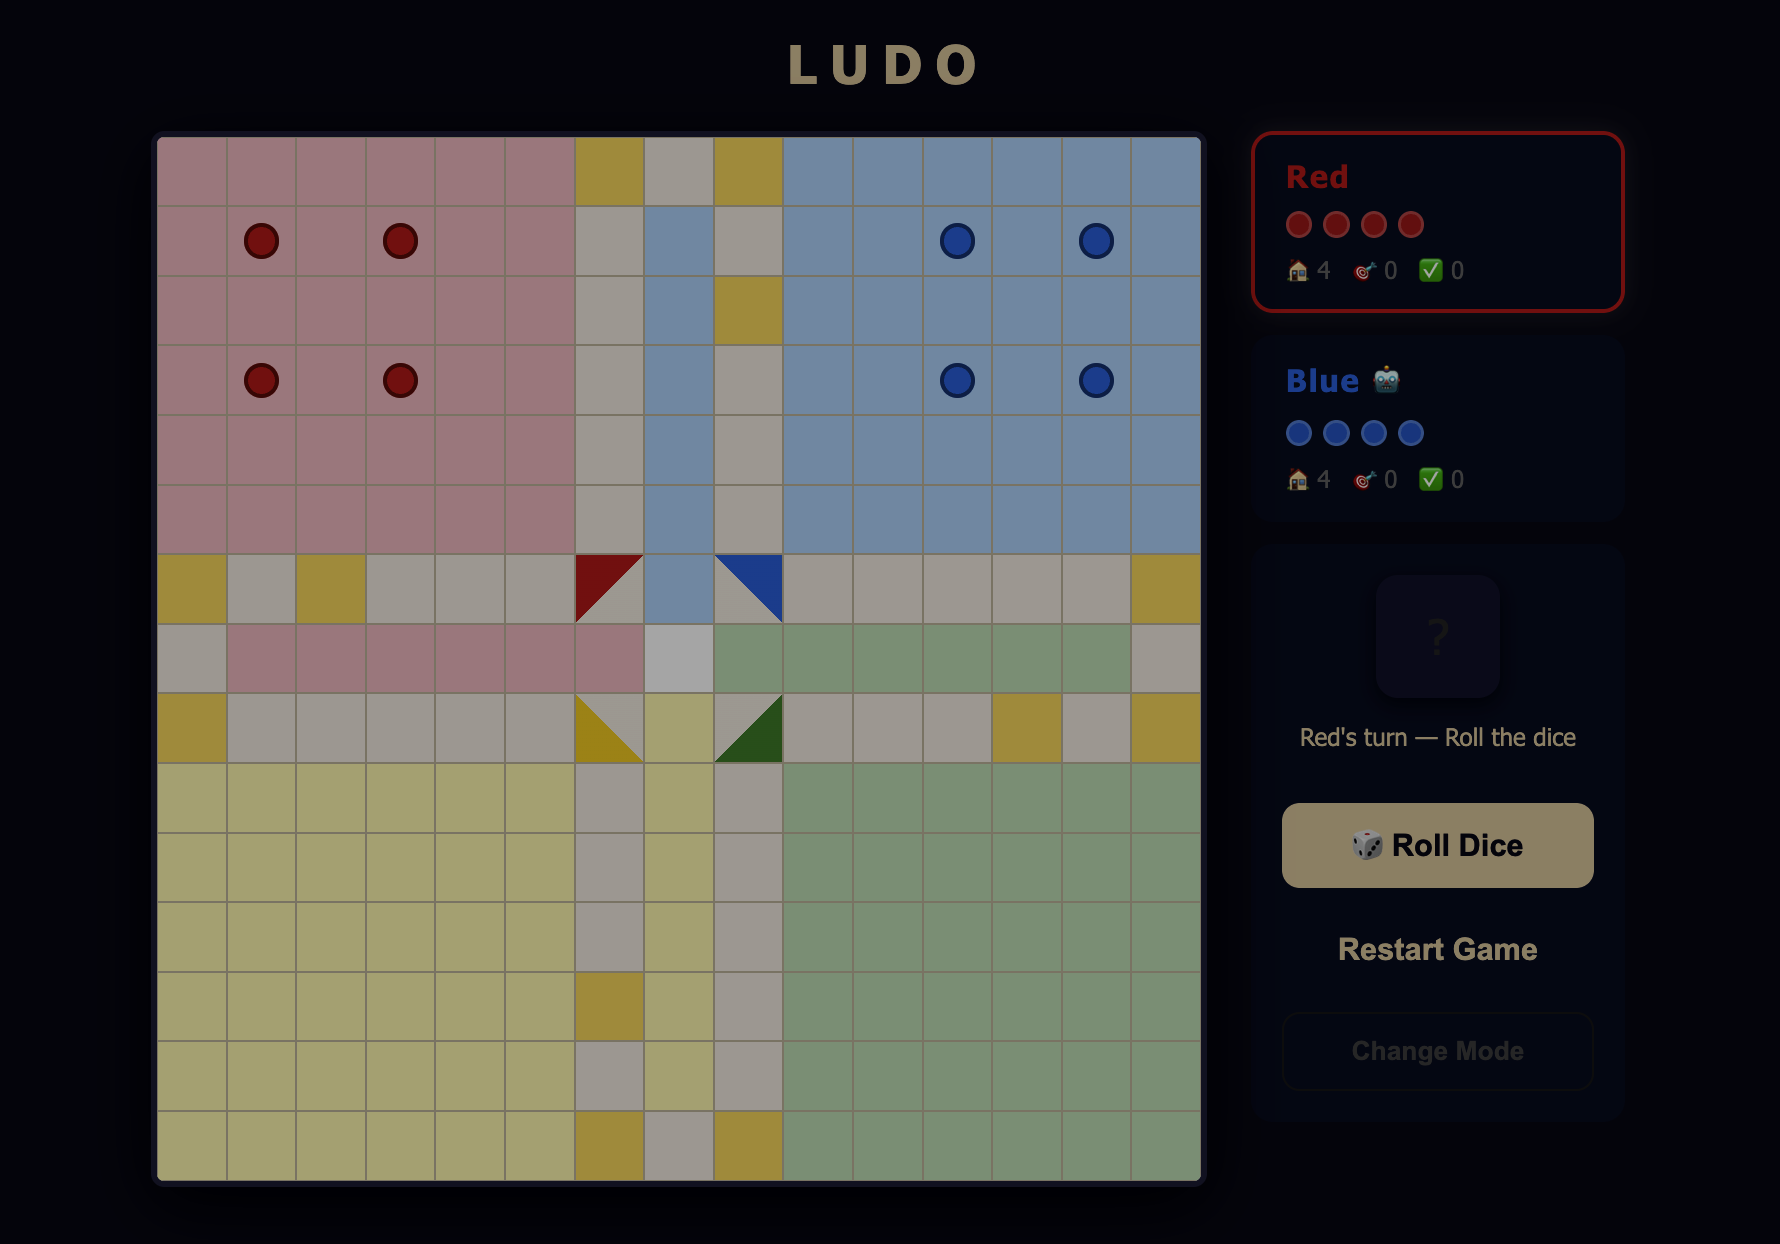 LUDO
Red
4 0 0
Blue
4 0 0
?
Red's turn — Roll the dice
Roll Dice
Restart Game
Change Mode